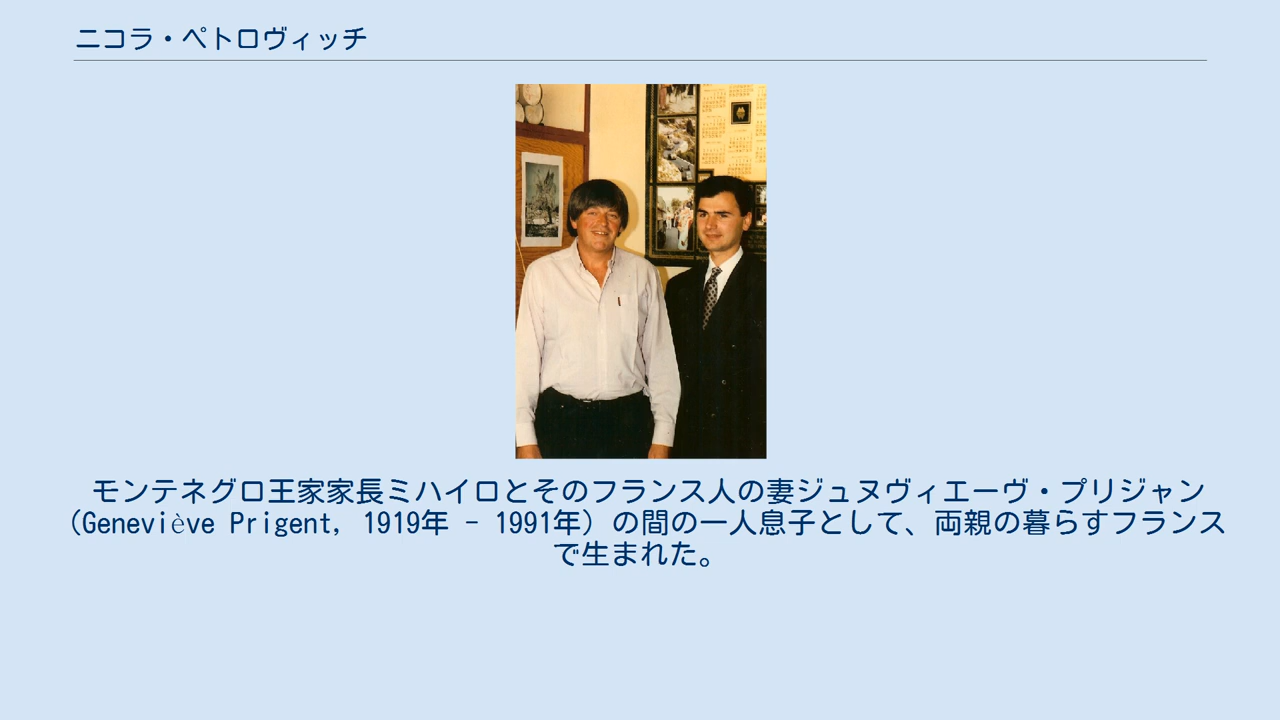 ニコラ・ペトロヴィッチ
モンテネグロ王家家長ミハイロとそのフランス人の妻ジュヌヴィエーヴ・プリジャン
(Geneviève Prigent, 1919年 - 1991年) の間の一人息子として、両親の暮らすフランス
で生まれた。